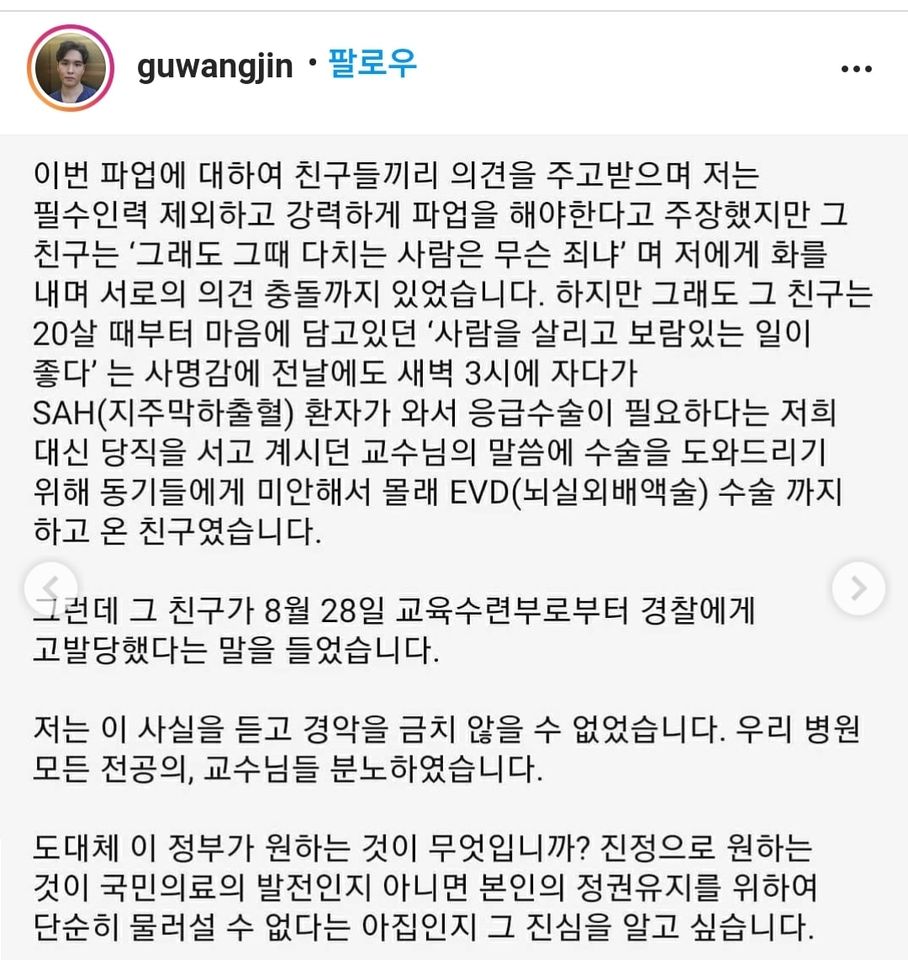 guwangjin • 팔로우
이번 파업에 대하여 친구들끼리 의견을 주고받으며 저는
필수인력 제외하고 강력하게 파업을 해야한다고 주장했지만 그
친구는 ‘그래도 그때 다치는 사람은 무슨 죄냐’ 며 저에게 화를
내며 서로의 의견 충돌까지 있었습니다. 하지만 그래도 그 친구는
20살 때부터 마음에 담고있던 ‘사람을 살리고 보람있는 일이
좋다’ 는 사명감에 전날에도 새벽 3시에 자다가
SAH(지주막하출혈) 환자가 와서 응급수술이 필요하다는 저희
대신 당직을 서고 계시던 교수님의 말씀에 수술을 도와드리기
위해 동기들에게 미안해서 몰래 EVD(뇌실외배액술) 수술 까지
하고 온 친구였습니다.
그런데 그 친구가 8월 28일 교육수련부로부터 경찰에게
고발당했다는 말을 들었습니다.
저는 이 사실을 듣고 경악을 금치 않을 수 없었습니다. 우리 병원
모든 전공의, 교수님들 분노하였습니다.
도대체 이 정부가 원하는 것이 무엇입니까? 진정으로 원하는
것이 국민의료의 발전인지 아니면 본인의 정권유지를 위하여
단순히 물러설 수 없다는 아집인지 그 진심을 알고 싶습니다.